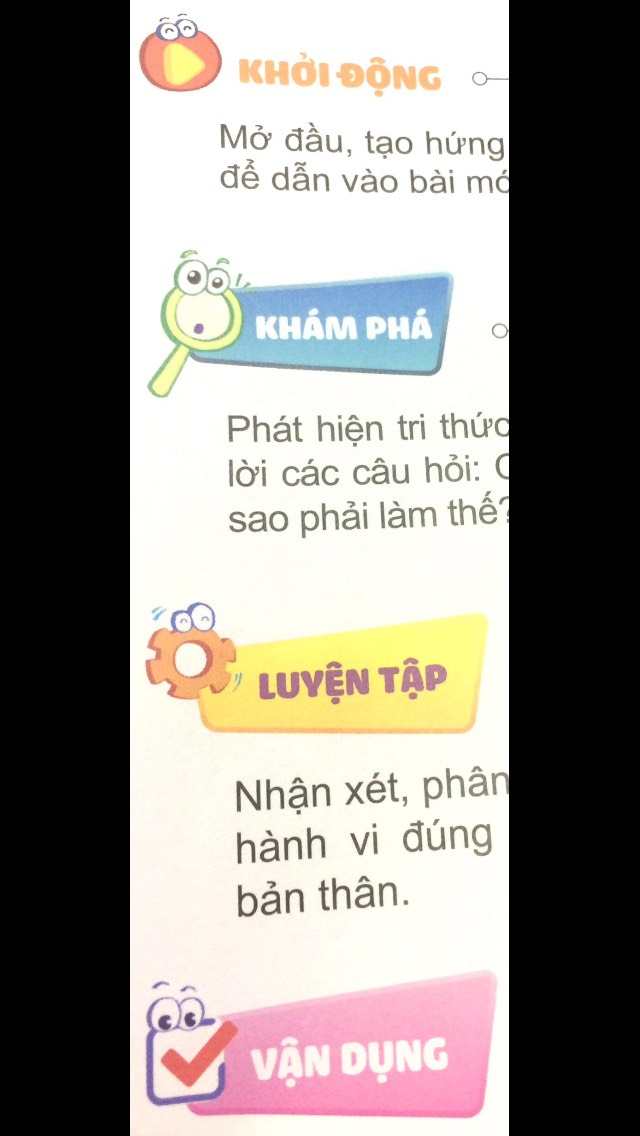 KHỞI ĐỘNG
Mở đầu, tạo hứng
để dẫn vào bài
KHÁM PHÁ
Phát hiện tri thức
lời các câu hỏi:
sao phải làm thế?
LUYỆN TẬP
Nhận xét, phân
hành vi đúng
bản thân.
VẬN DỤNG